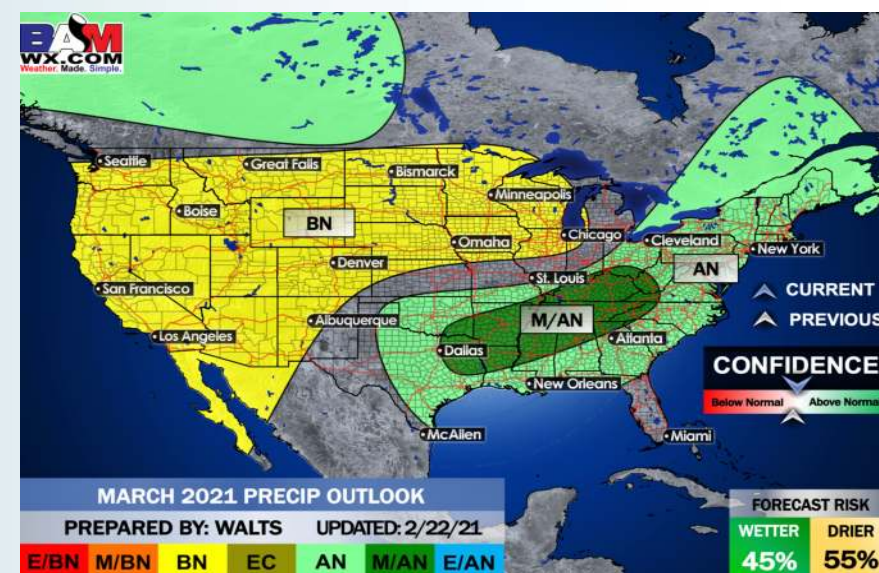 BAM
WX.COM
Weather. Made. Simple.
Seattle
Great Falls
Bismarck
Minneapolis
Boise
BN
Omaha
Chicago
Cleveland
New York
Denver
St. Louis
AN
San Francisco
CURRENT
PREVIOUS
Los Angeles
Albuquerque
M/AN
Dallas
Atlanta
CONFIDENCE
New Orleans
Below Normal
Above Normal
McAllen
Miami
MARCH 2021 PRECIP OUTLOOK
PREPARED BY: WALTS UPDATED: 2/22/21
E/BN M/BN BN EC AN M/AN E/AN
FORECAST RISK
WETTER DRIER
45% 55%